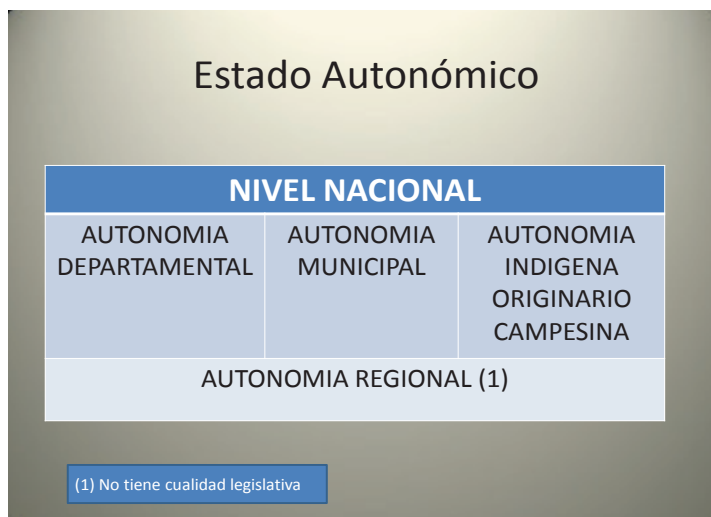 Estado Autonómico
NIVEL NACIONAL
AUTONOMIA
DEPARTAMENTAL
AUTONOMIA
MUNICIPAL
AUTONOMIA
INDIGENA
ORIGINARIO
CAMPESINA
AUTONOMIA REGIONAL (1)
(1) No tiene cualidad legislativa